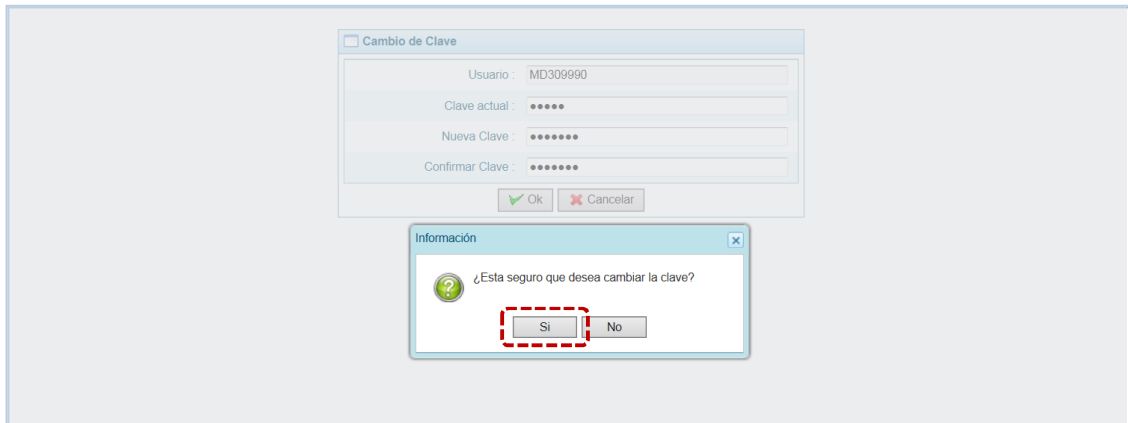 Cambio de Clave
Usuario : MD309990
Clave actual : ●●●●●
Nueva Clave : ●●●●●●●
Confirmar Clave : ●●●●●●●
Ok Cancelar
Información
¿Esta seguro que desea cambiar la clave?
Si No